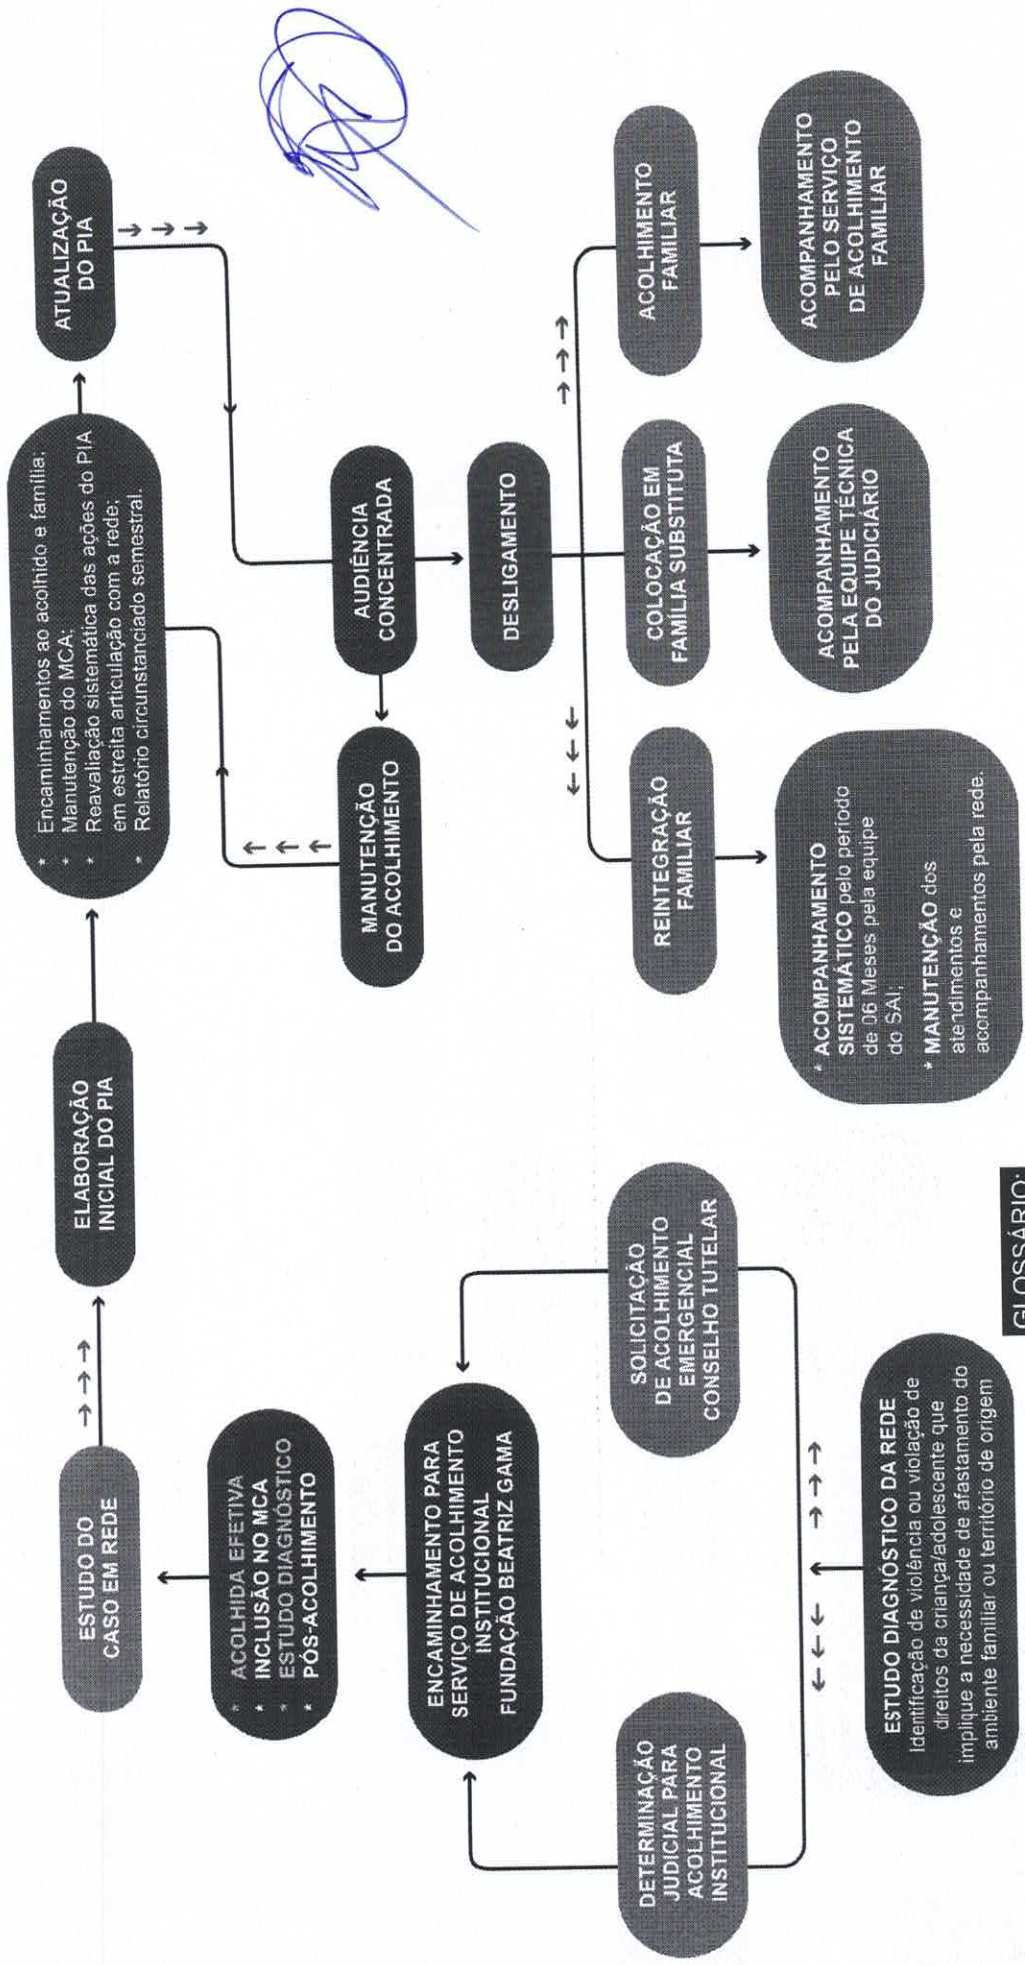 ESTUDO DIAGNÓSTICO DA REDE
Identificação de violência ou violação de
direitos da criança/adolescente que
implique a necessidade de afastamento do
ambiente familiar ou território de origem
DETERMINAÇÃO
JUDICIAL PARA
ACOLHIMENTO
INSTITUCIONAL
SOLICITAÇÃO
DE ACOLHIMENTO
EMERGENCIAL
CONSELHO TUTELAR
ENCAMINHAMENTO PARA
SERVIÇO DE ACOLHIMENTO
INSTITUCIONAL
FUNDAÇÃO BEATRIZ GAMA
* ACOLHIDA EFETIVA
* INCLUSÃO NO MCA
* ESTUDO DIAGNÓSTICO
* PÓS-ACOLHIMENTO
ESTUDO DO
CASO EM REDE
ELABORAÇÃO
INICIAL DO PIA
* Encaminhamentos ao acolhido e família;
* Manutenção do MCA;
* Reavaliação sistemática das ações do PIA
em estreita articulação com a rede;
* Relatório circunstanciado semestral.
ATUALIZAÇÃO
DO PIA
AUDIÊNCIA
CONCENTRADA
MANUTENÇÃO
DO ACOLHIMENTO
DESLIGAMENTO
REINTEGRAÇÃO
FAMILIAR
COLOCAÇÃO EM
FAMÍLIA SUBSTITUTA
ACOLHIMENTO
FAMILIAR
* ACOMPANHAMENTO
SISTEMÁTICO pelo período
de 06 Meses pela equipe
do SAI;
* MANUTENÇÃO dos
atendimentos e
acompanhamentos pela rede.
ACOMPANHAMENTO
PELA EQUIPE TÉCNICA
DO JUDICIÁRIO
ACOMPANHAMENTO
PELO SERVIÇO
DE ACOLHIMENTO
FAMILIAR
GLOSSÁRIO: